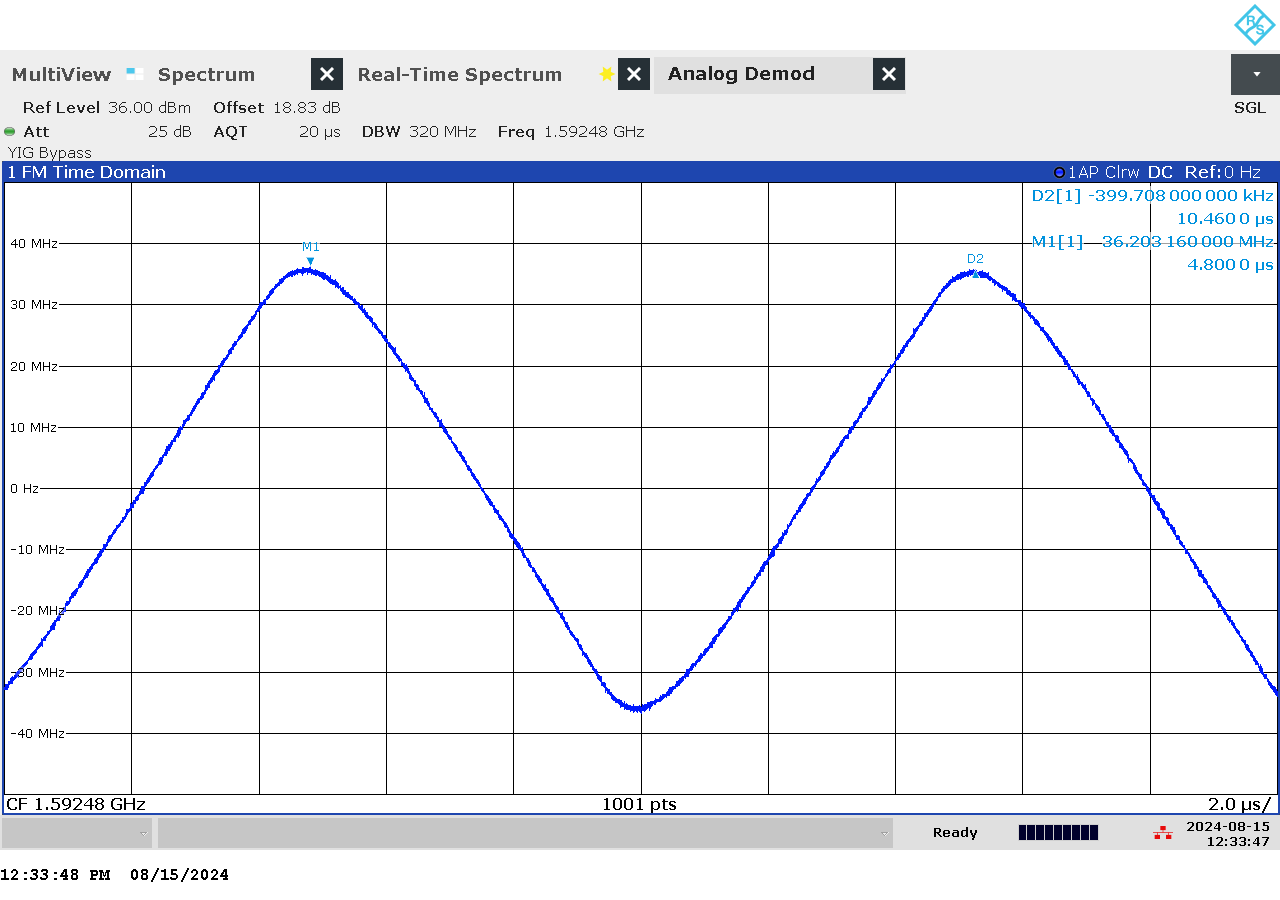 R&S
MultiView Spectrum Real-Time Spectrum Analog Demod
Ref Level 36.00 dBm Offset 18.83 dB SGL
Att 25 dB AQT 20 µs DBW 320 MHz Freq 1.59248 GHz
YIG Bypass
1 FM Time Domain 1AP Clrw DC Ref:0 Hz
D2[1] -399.708 000 000 kHz
10.460 0 µs
M1[1] 36.203 160 000 MHz
4.800 0 µs
40 MHz
M1
D2
30 MHz
20 MHz
10 MHz
0 Hz
-10 MHz
-20 MHz
-30 MHz
-40 MHz
CF 1.59248 GHz 1001 pts 2.0 µs/
Ready 2024-08-15
12:33:47
12:33:48 PM 08/15/2024